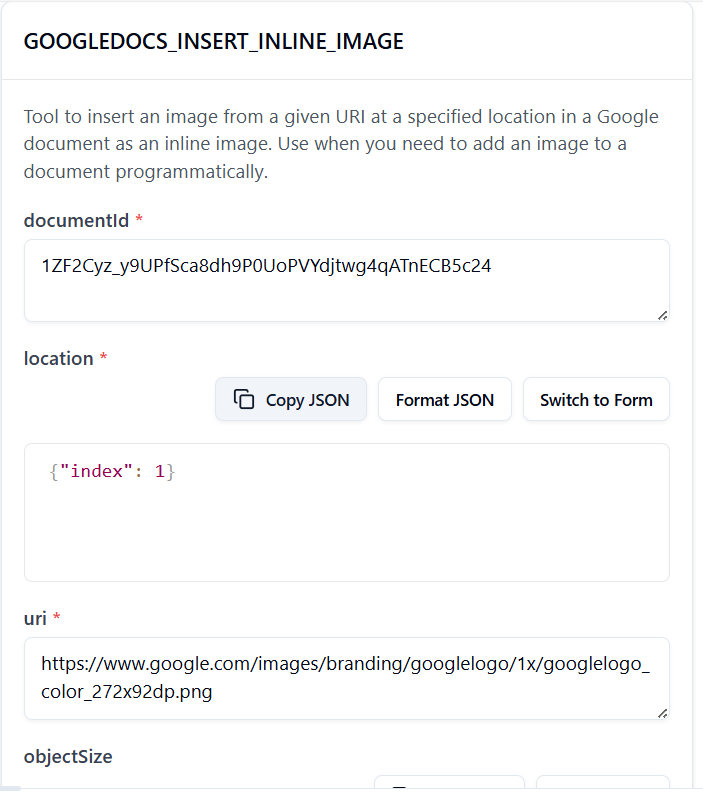 GOOGLEDOCS_INSERT_INLINE_IMAGE
Tool to insert an image from a given URI at a specified location in a Google
document as an inline image. Use when you need to add an image to a
document programmatically.
documentId *
1ZF2Cyz_y9UPfSca8dh9P0UoPVYdjtwg4qATnECB5c24
location *
Copy JSON
Format JSON
Switch to Form
{"index": 1}
uri *
https://www.google.com/images/branding/googlelogo/1x/googlelogo_
color_272x92dp.png
objectSize